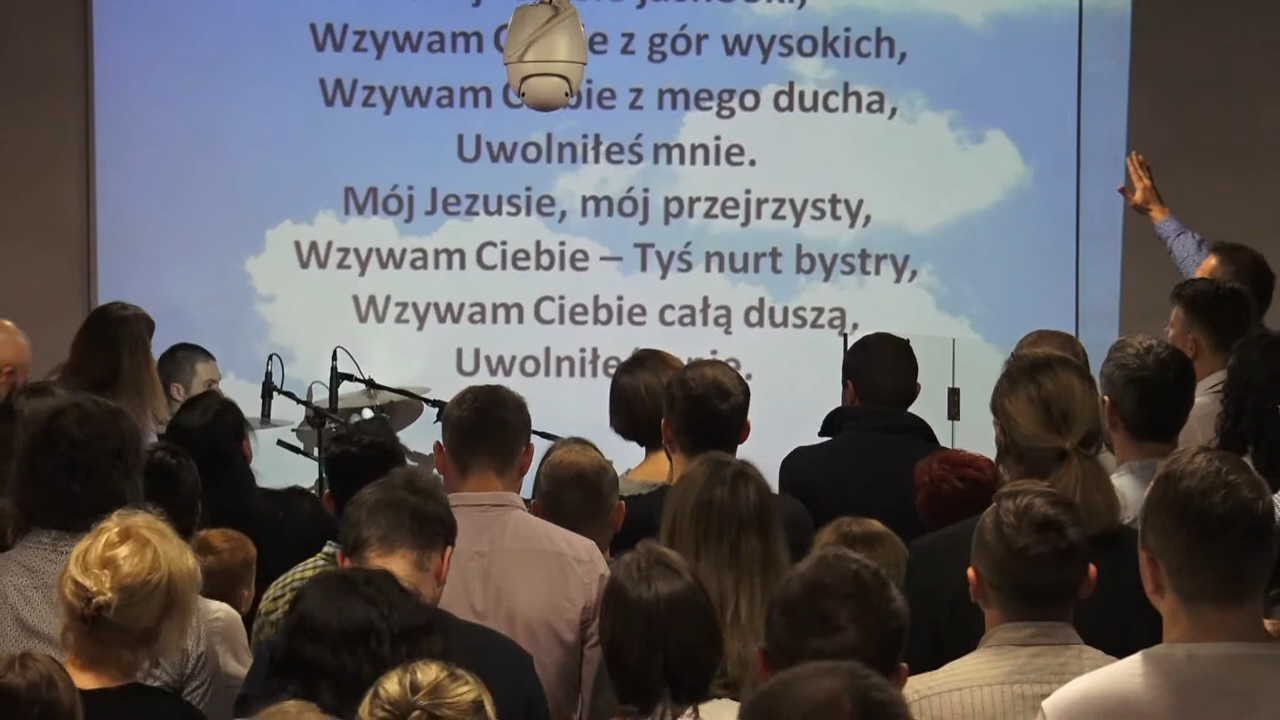 Wzywam z gór wysokich,
Wzywam z mego ducha,
Uwolniłeś mnie.
Mój Jezusie, mój przejrzysty,
Wzywam Ciebie – Tyś nurt bystry,
Wzywam Ciebie całą duszą,